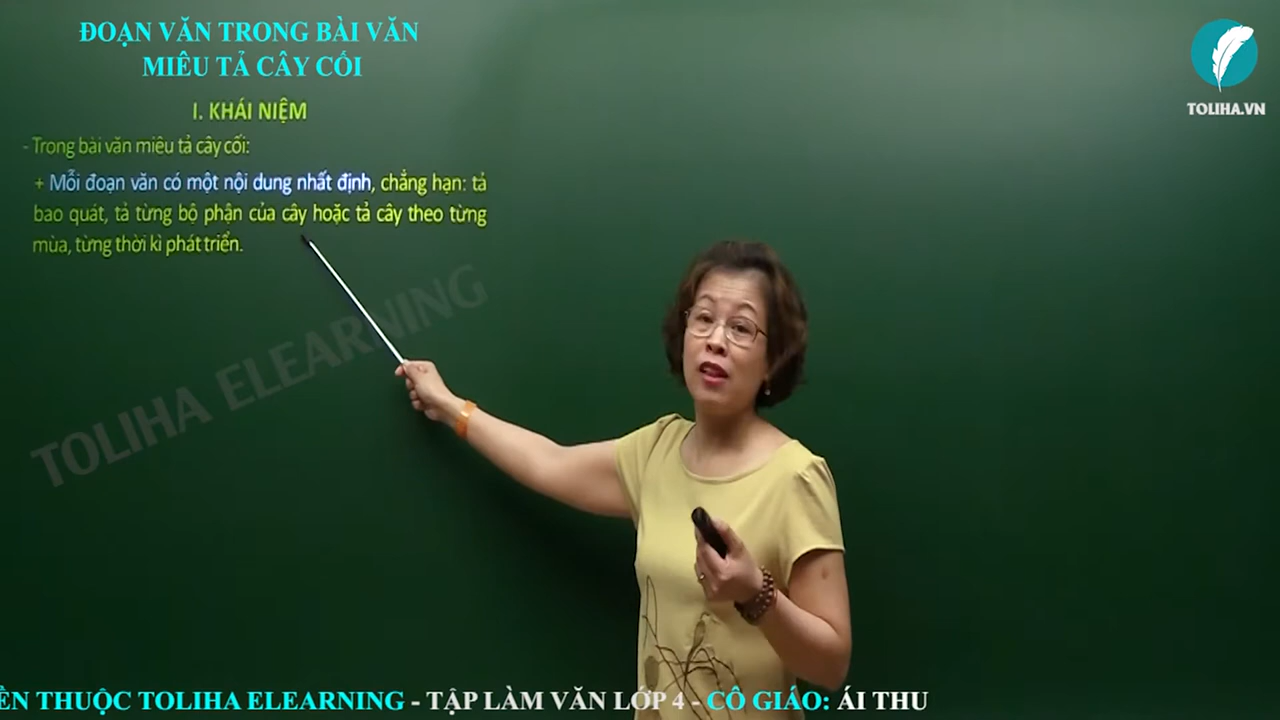 ĐOẠN VĂN TRONG BÀI VĂN
MIÊU TẢ CÂY CỐI
TOLIHA.VN
I. KHÁI NIỆM
- Trong bài văn miêu tả cây cối:
+ Mỗi đoạn văn có một nội dung nhất định, chẳng hạn: tả
bao quát, tả từng bộ phận của cây hoặc tả cây theo từng
mùa, từng thời kì phát triển.
TOLIHA ELEARNING
ỀN THUỘC TOLIHA ELEARNING - TẬP LÀM VĂN LỚP 4 - CÔ GIÁO: ÁI THU